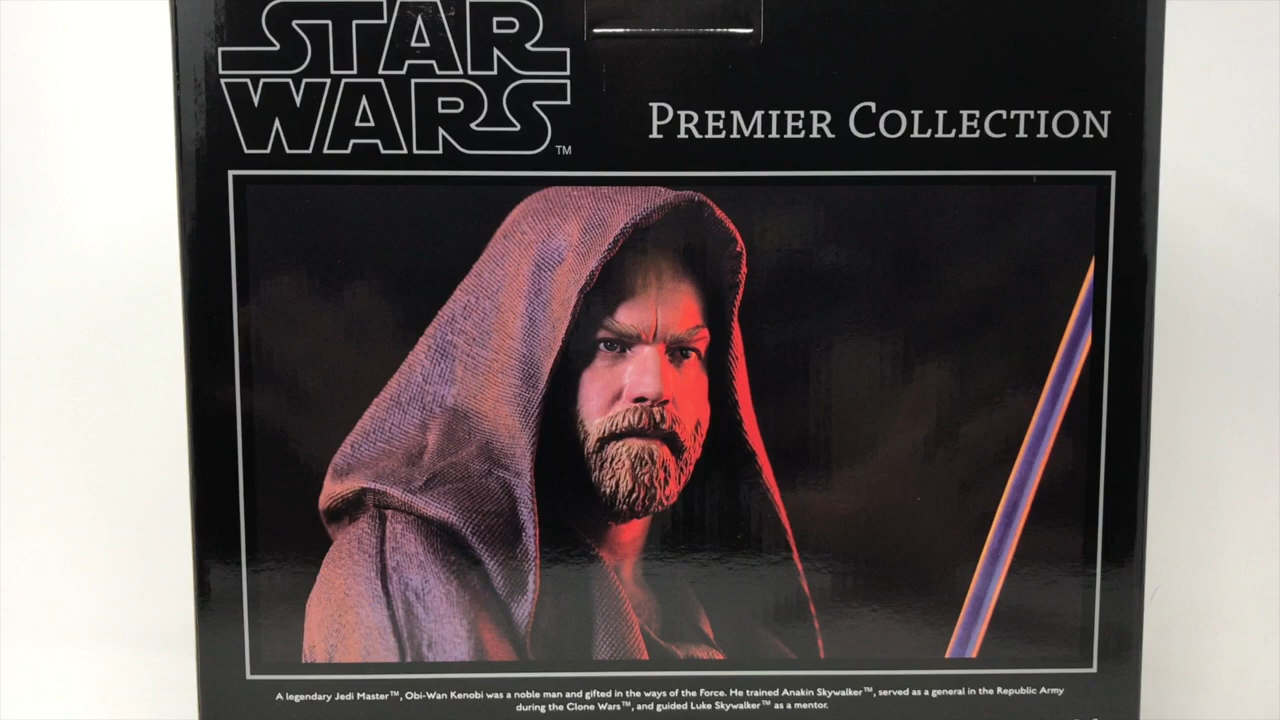 STAR
WARS™
PREMIER COLLECTION
A legendary Jedi Master™, Obi-Wan Kenobi was a noble man and gifted in the ways of the Force. He trained Anakin Skywalker™, served as a general in the Republic Army
during the Clone Wars™, and guided Luke Skywalker™ as a mentor.